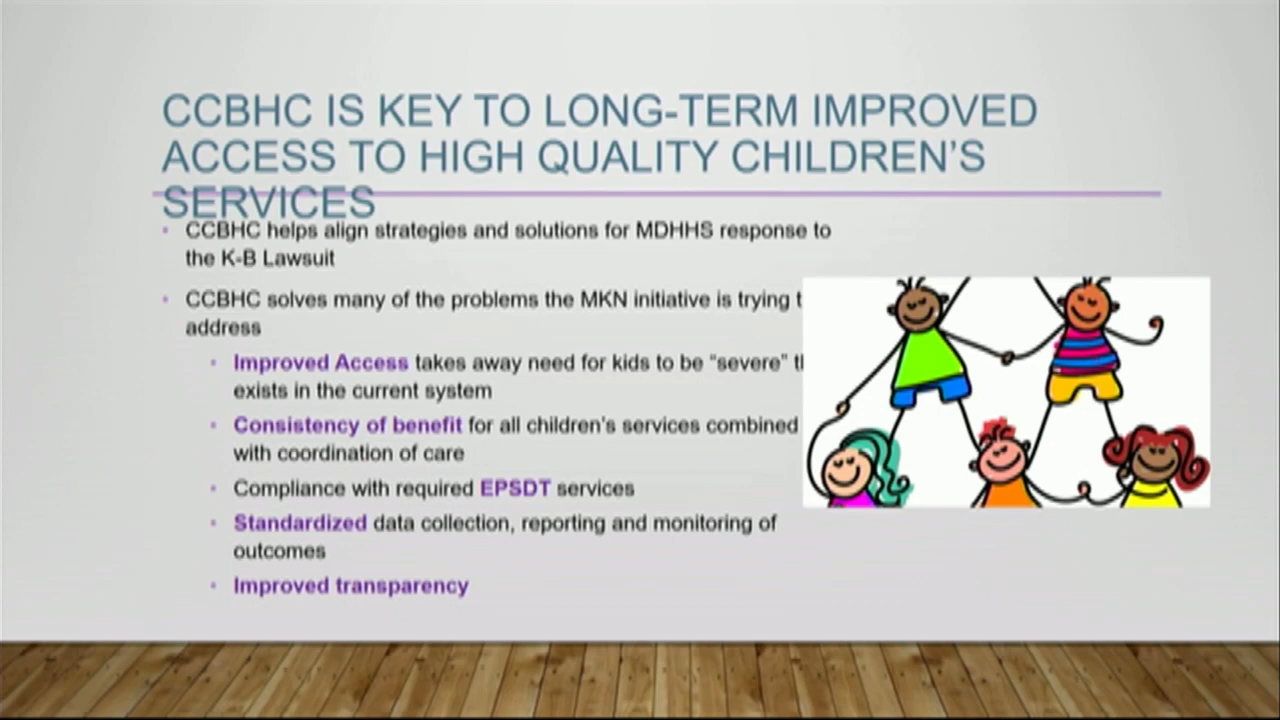 CCBHC IS KEY TO LONG-TERM IMPROVED
ACCESS TO HIGH QUALITY CHILDREN'S
SERVICES
CCBHC helps align strategies and solutions for MDHHS response to
the K-B Lawsuit
CCBHC solves many of the problems the MKN initiative is trying t
address
Improved Access takes away need for kids to be "severe" t
exists in the current system
Consistency of benefit for all children's services combined
with coordination of care
Compliance with required EPSDT services
Standardized data collection, reporting and monitoring of
outcomes
Improved transparency